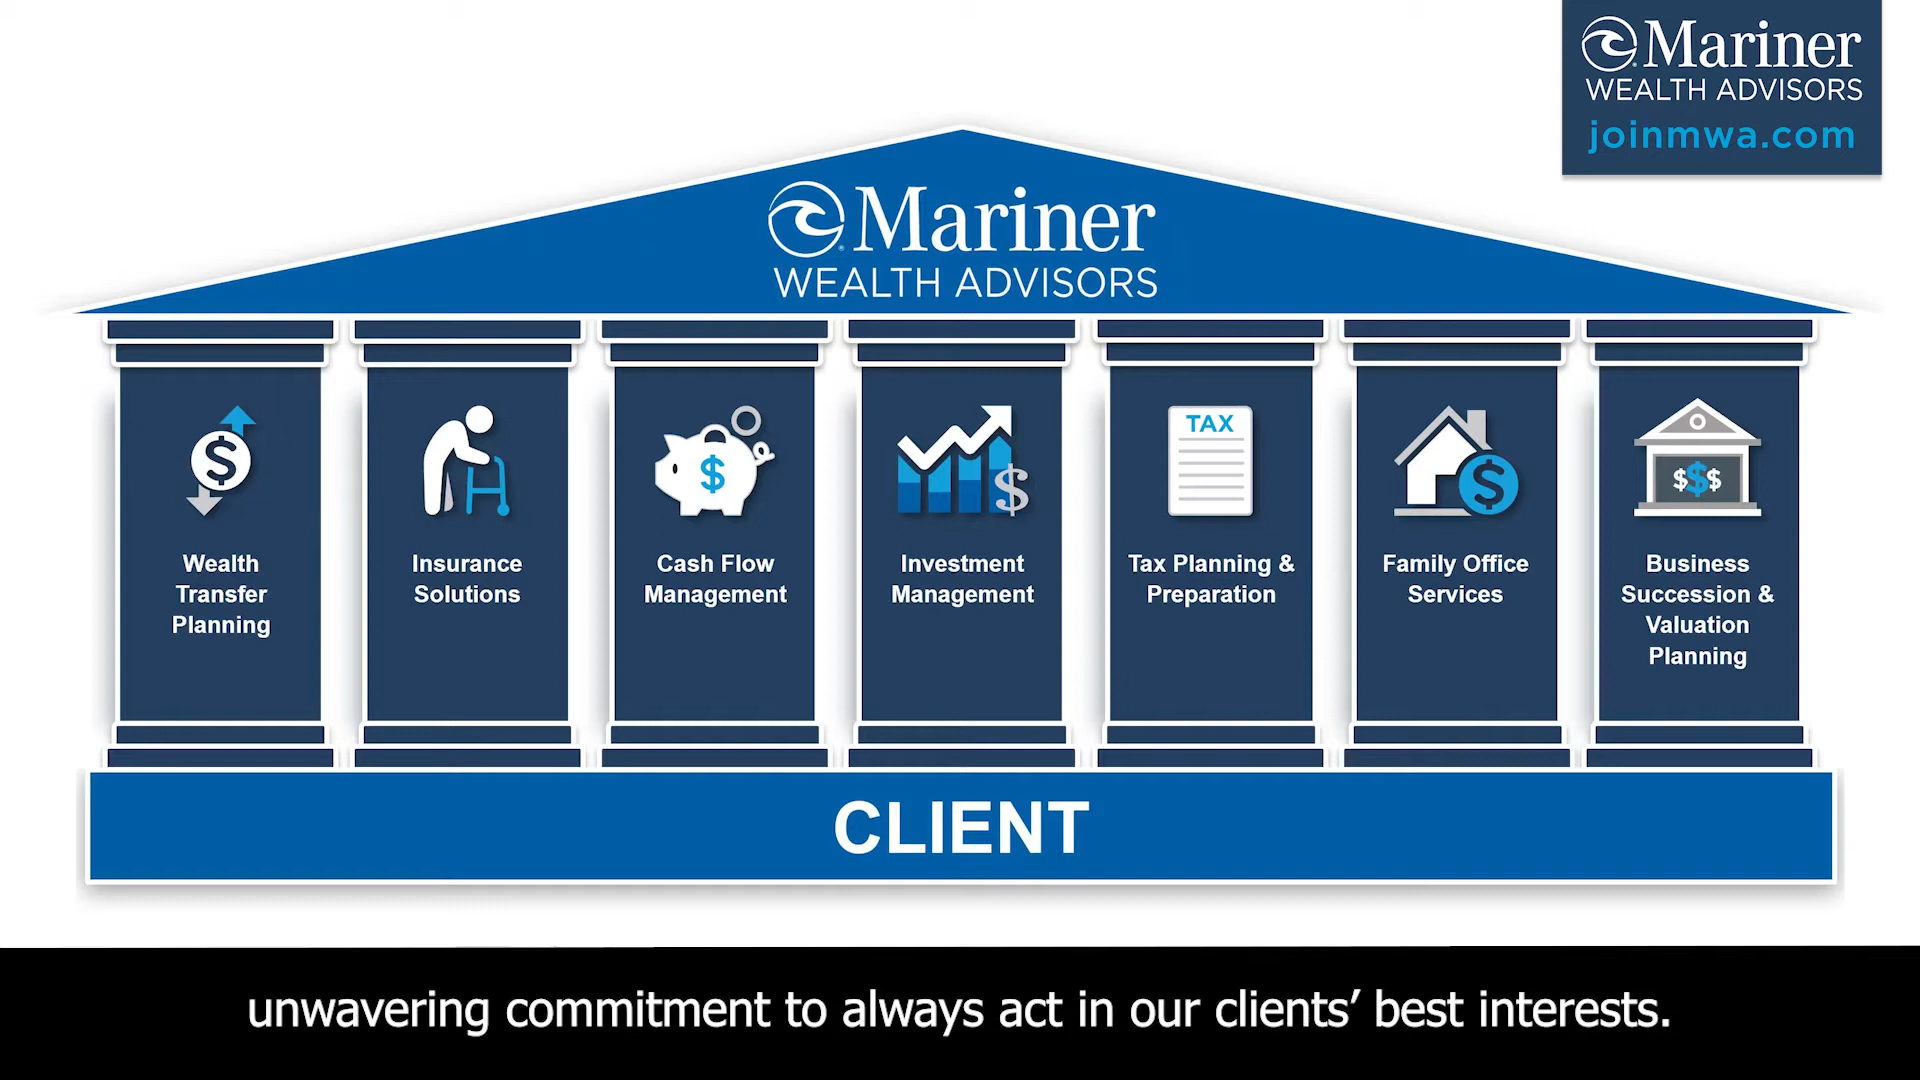 Mariner
WEALTH ADVISORS
joinmwa.com
Mariner
WEALTH ADVISORS
Wealth
Transfer
Planning
Insurance
Solutions
$
Cash Flow
Management
$
Investment
Management
TAX
Tax Planning &
Preparation
$
Family Office
Services
$$$
Business
Succession &
Valuation
Planning
$
CLIENT
unwavering commitment to always act in our clients’ best interests.